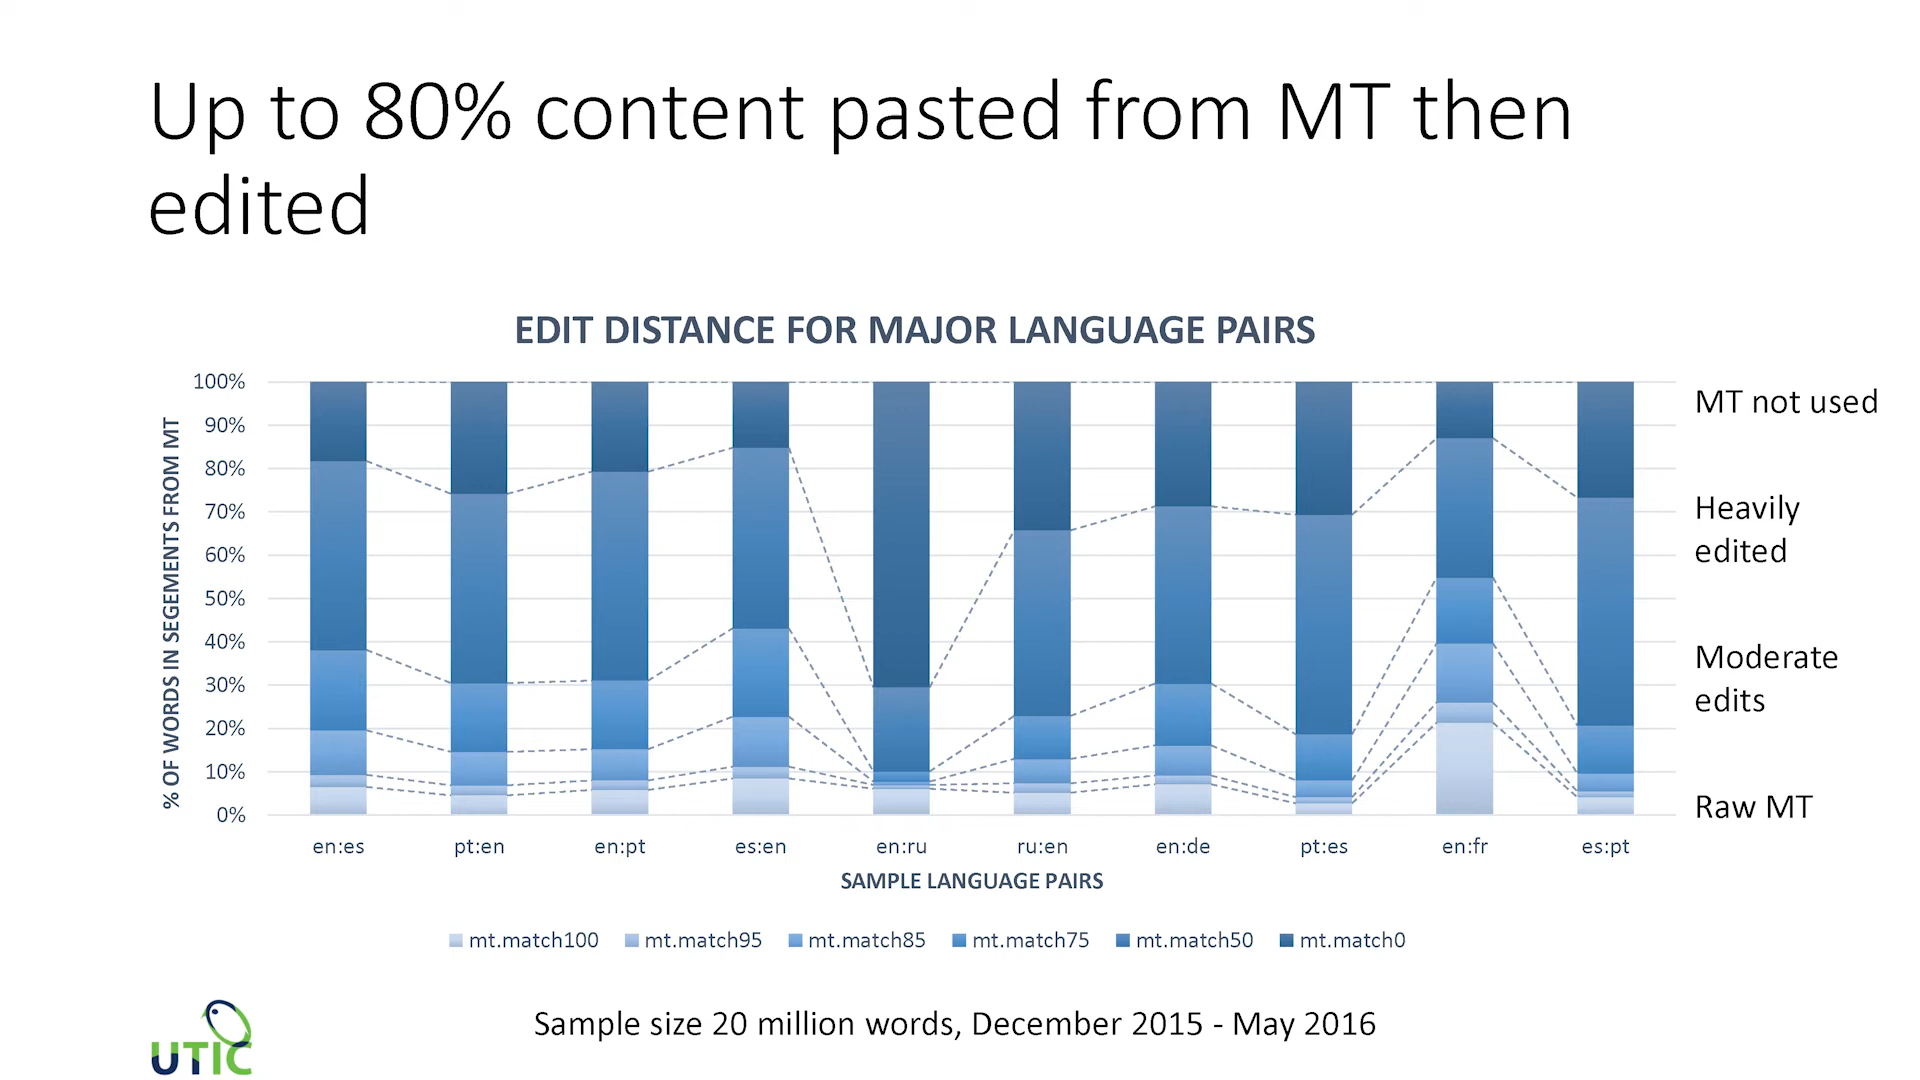 Up to 80% content pasted from MT then
edited
EDIT DISTANCE FOR MAJOR LANGUAGE PAIRS
% OF WORDS IN SEGEMENTS FROM MT
100%
90%
80%
70%
60%
50%
40%
30%
20%
10%
0%
MT not used
Heavily
edited
Moderate
edits
Raw MT
en:es pt:en en:pt es:en en:ru ru:en en:de pt:es en:fr es:pt
SAMPLE LANGUAGE PAIRS
mt.match100 mt.match95 mt.match85 mt.match75 mt.match50 mt.match0
Sample size 20 million words, December 2015 - May 2016
UTIC